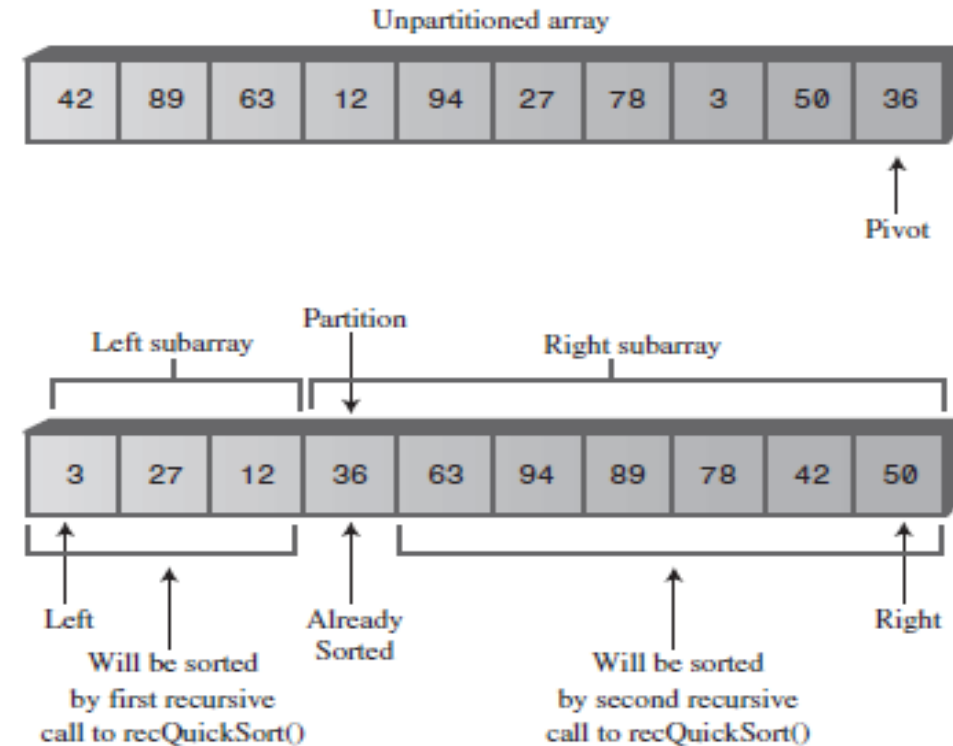 Unpartitioned array
42 89 63 12 94 27 78 3 50 36
Pivot
Partition
Left subarray Right subarray
3 27 12 36 63 94 89 78 42 50
Left Already Right
Sorted
Will be sorted Will be sorted
by first recursive by second recursive
call to recQuickSort() call to recQuickSort()